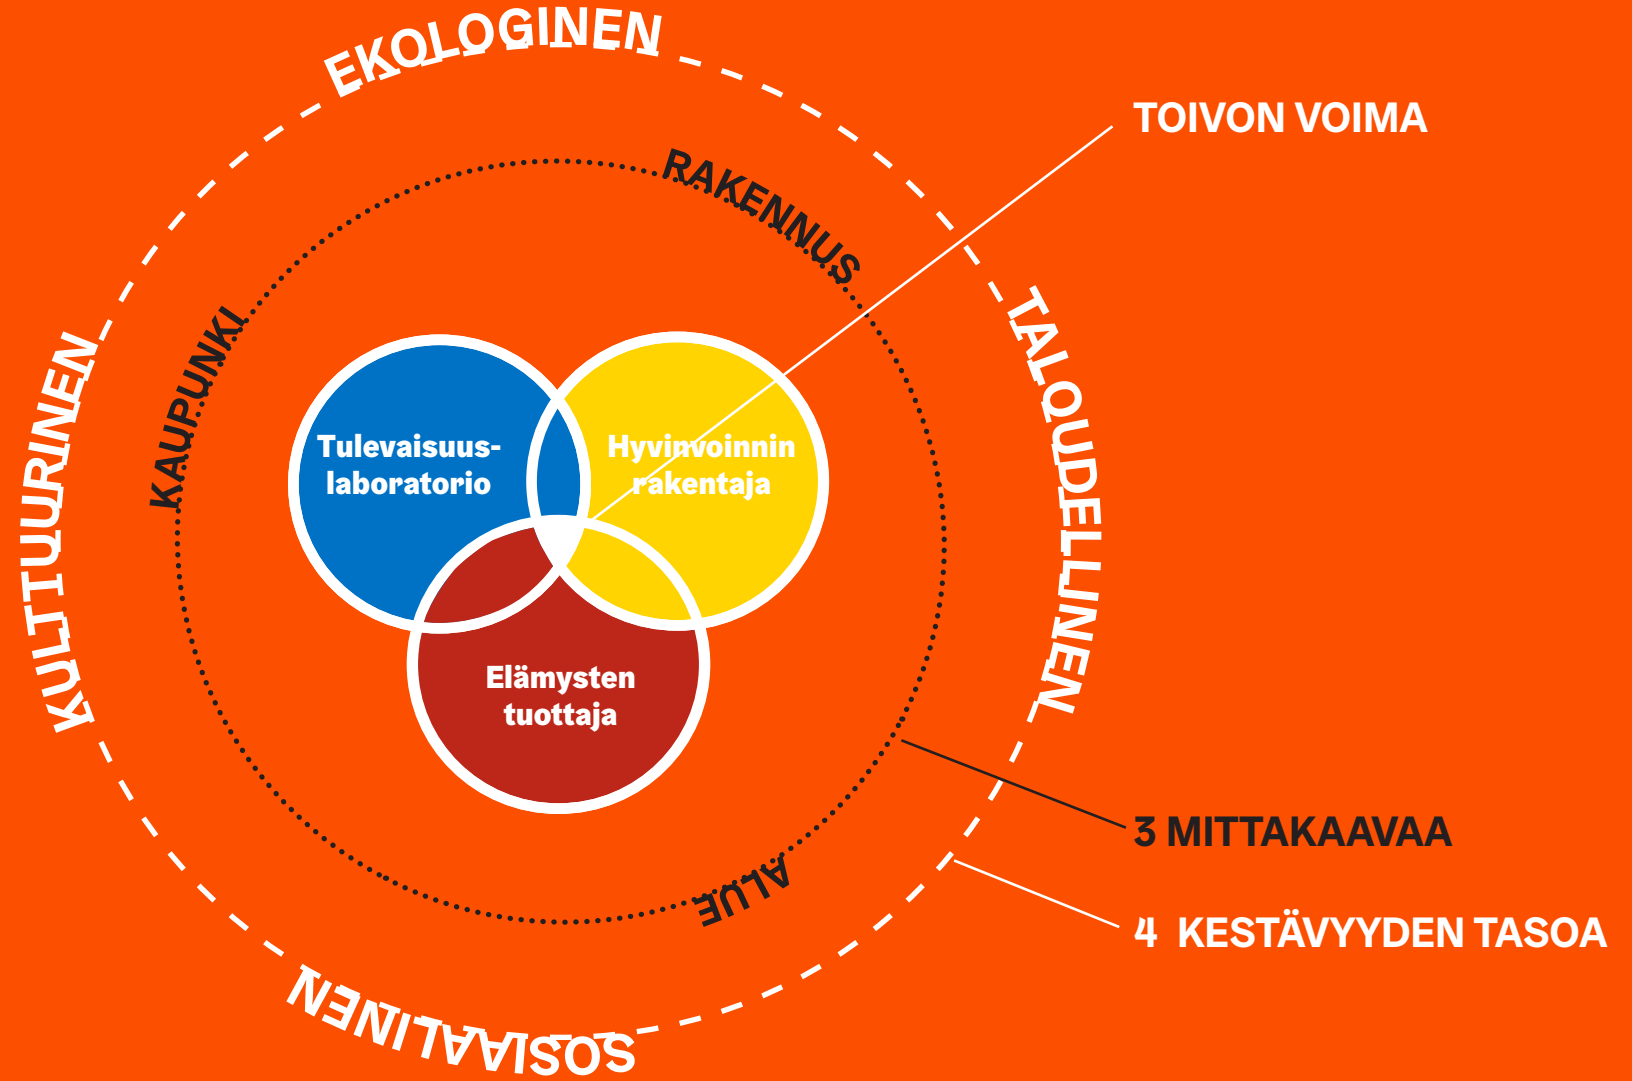 EKOLOGINEN
TOIVON VOIMA
RAKENNUS
KAUPUNKI
TALOUDELLINEN
KULTTUURINEN
Tulevaisuus-
laboratorio
Hyvinvoinnin
rakentaja
Elämysten
tuottaja
3 MITTAKAAVAA
ALUE
4 KESTÄVYYDEN TASOA
SOSIAALINEN